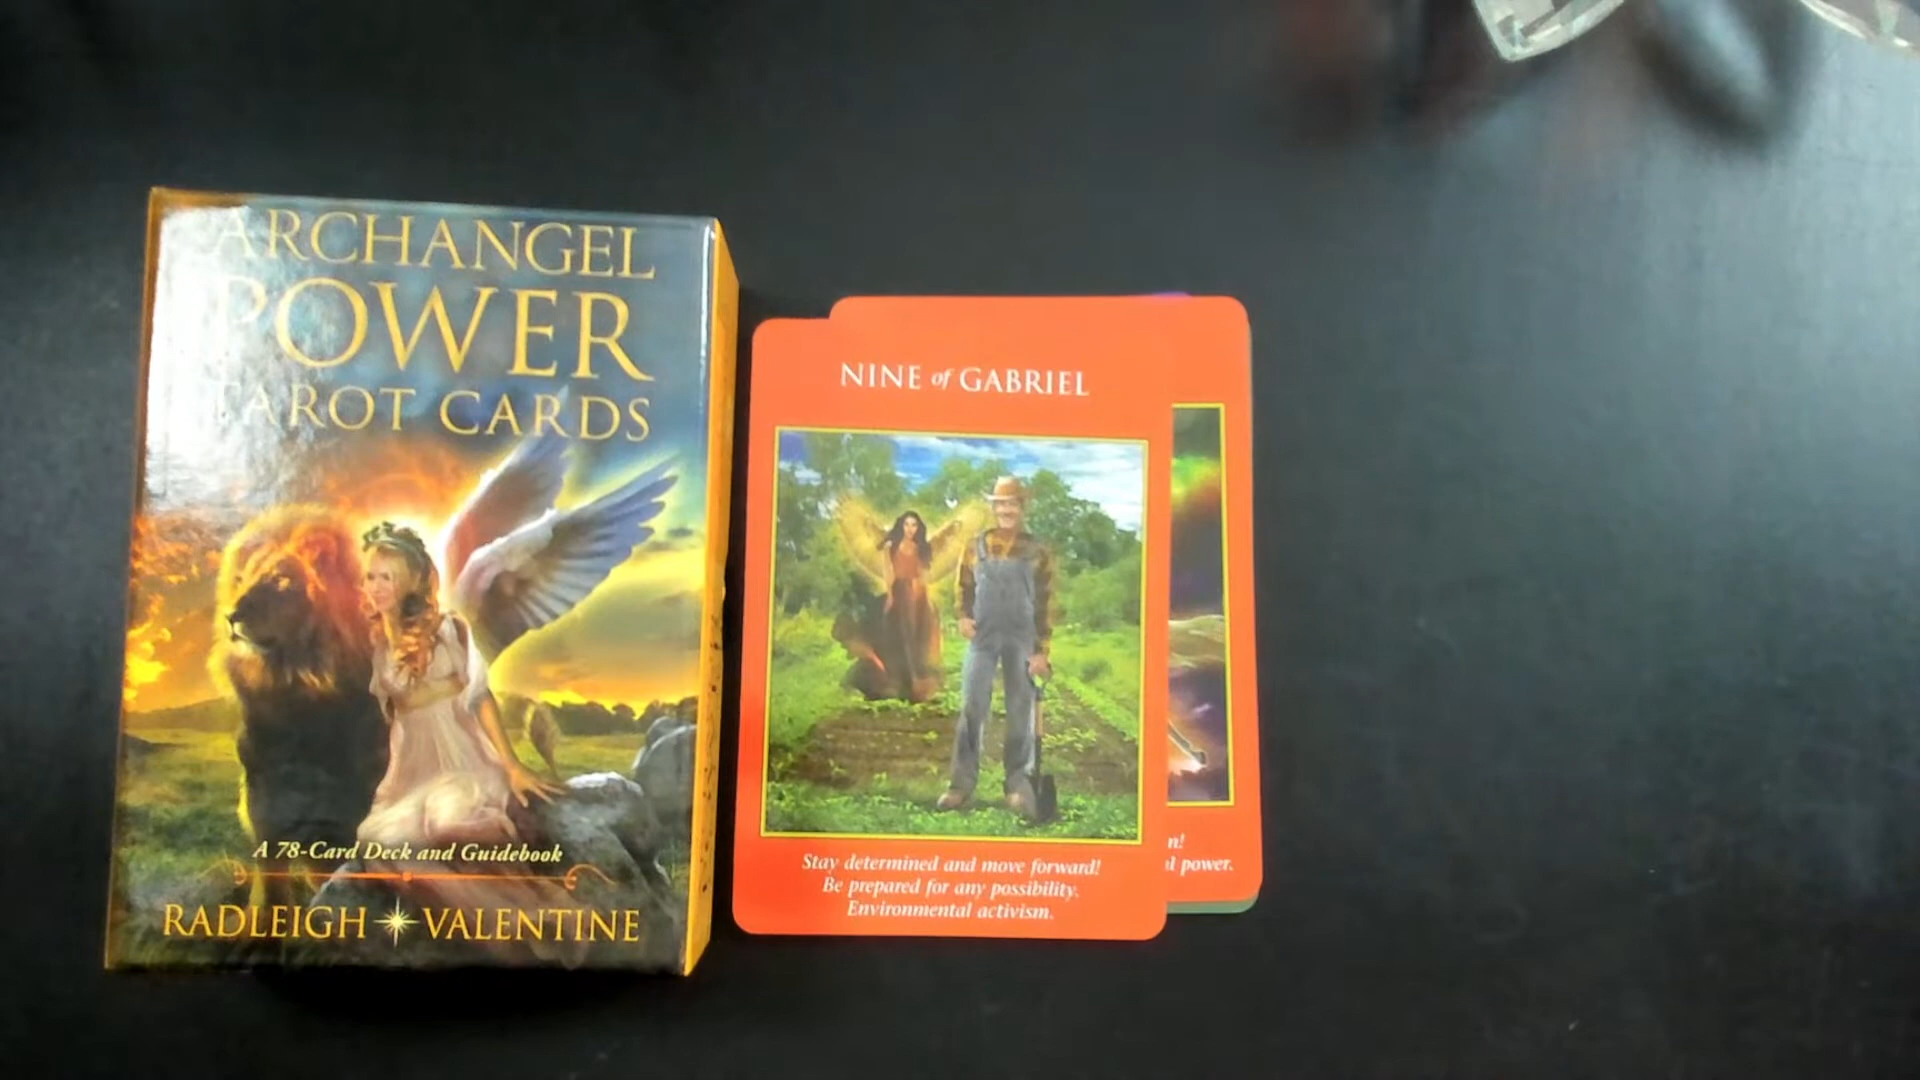 ARCHANGEL
POWER
TAROT CARDS
A 78-Card Deck and Guidebook
RADLEIGH VALENTINE
NINE of GABRIEL
Stay determined and move forward!
Be prepared for any possibility.
Environmental activism.
n!
l power.